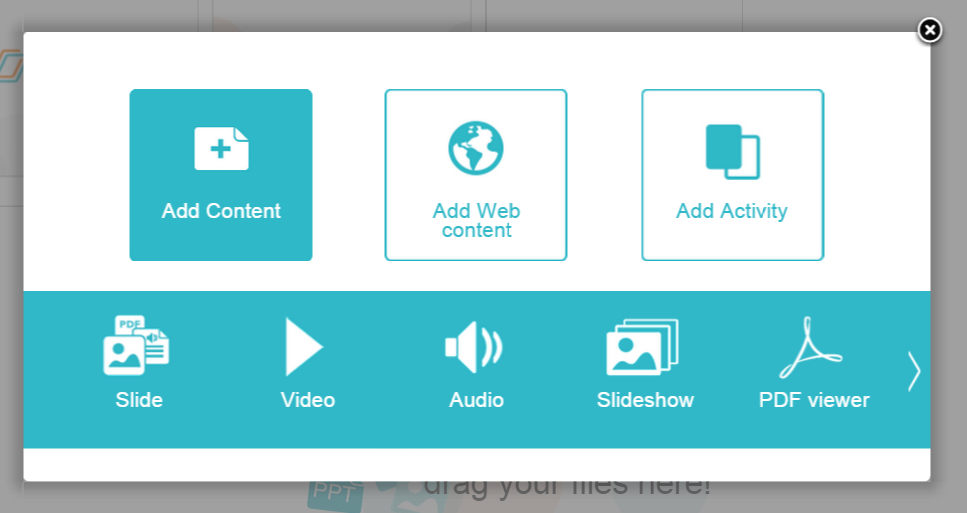 Add Content
Add Web
content
Add Activity
PDF
Slide
Video
Audio
Slideshow
PDF viewer
PPT
drag your files here!